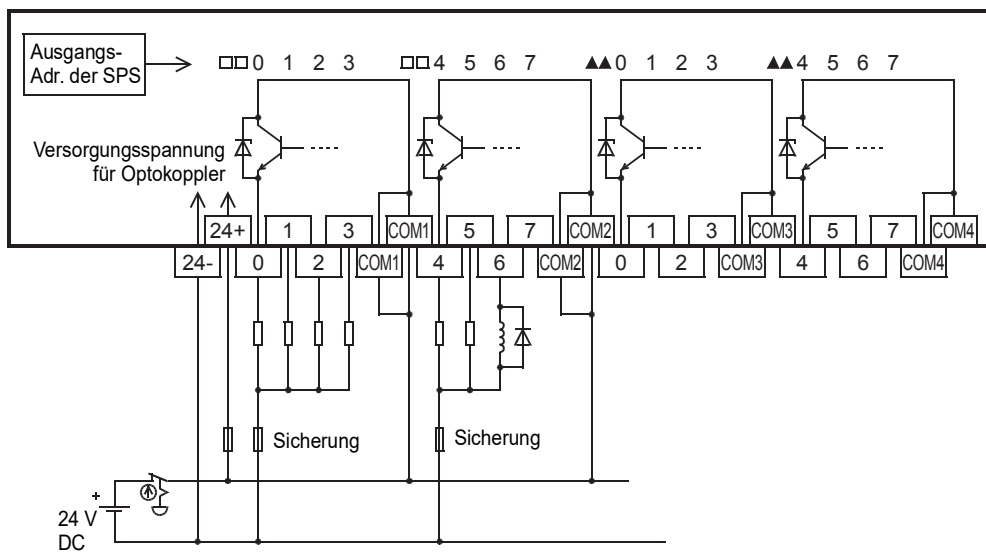 Ausgangs-
Adr. der SPS
□□ 0 1 2 3 □□ 4 5 6 7 ▲▲ 0 1 2 3 ▲▲ 4 5 6 7
Versorgungsspannung
für Optokoppler
24+ 1 3 COM1 5 7 COM2 1 3 COM3 5 7 COM4
24- 0 2 COM1 4 6 COM2 0 2 COM3 4 6 COM4
Sicherung Sicherung
+
24 V
DC